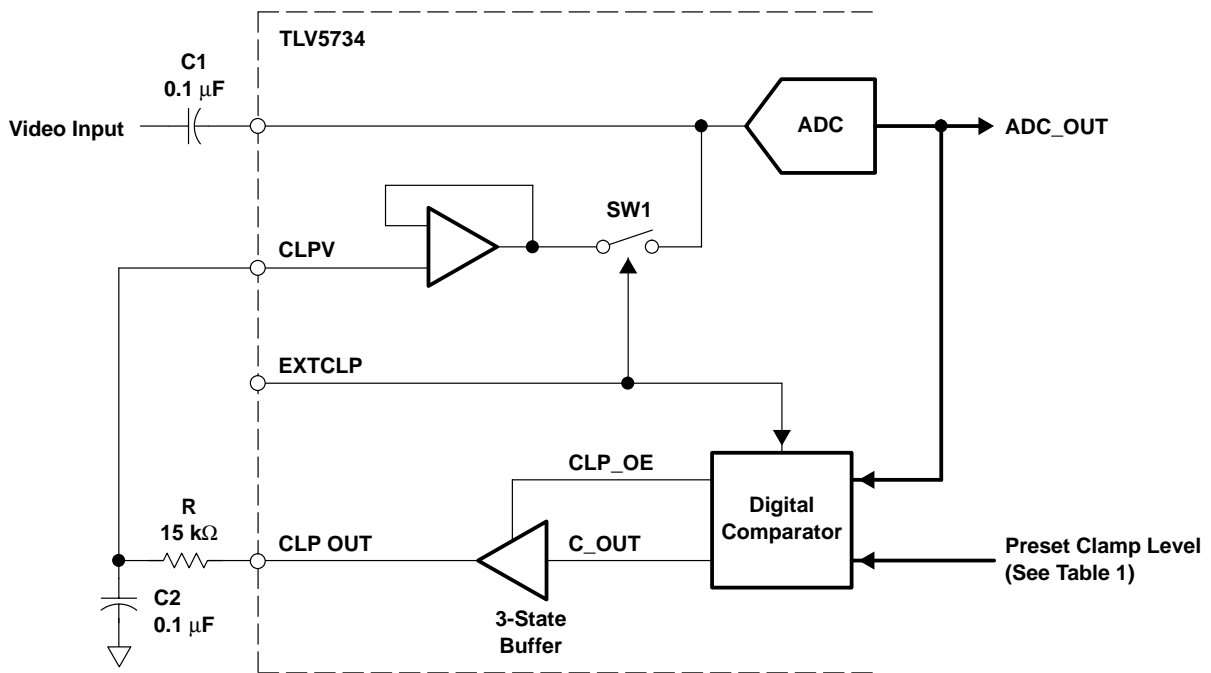 TLV5734
C1
0.1 μF
Video Input
ADC
ADC_OUT
SW1
CLPV
EXTCLP
CLP_OE
Digital
Comparator
R
15 kΩ
CLP OUT
C_OUT
Preset Clamp Level
(See Table 1)
C2
0.1 μF
3-State
Buffer